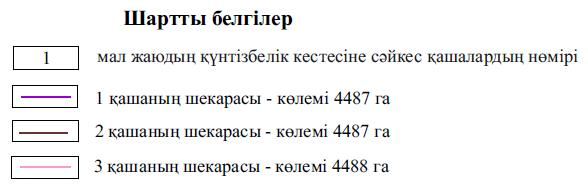 Шартты белгілер
1 мал жаюдың күнтізбелік кестесіне сәйкес қашалардың нөмірі
1 қашаның шекарасы - көлемі 4487 га
2 қашаның шекарасы - көлемі 4487 га
3 қашаның шекарасы - көлемі 4488 га